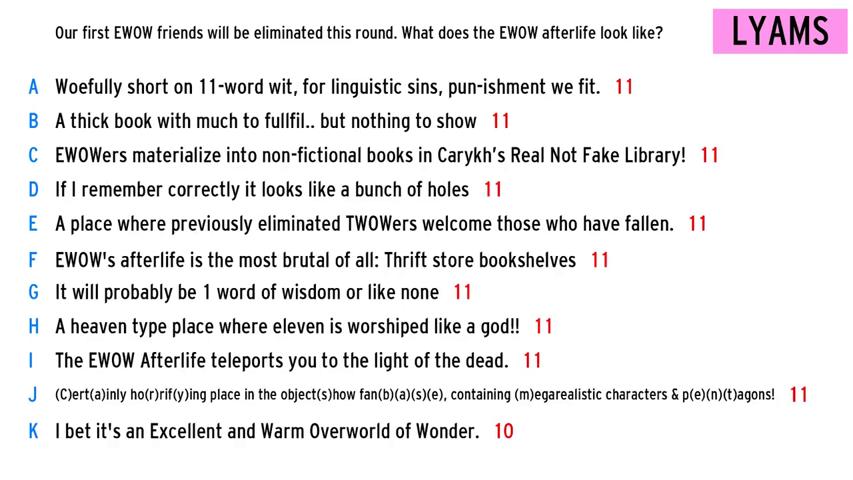 Our first EWOW friends will be eliminated this round. What does the EWOW afterlife look like?
LYAMS
A Woefully short on 11-word wit, for linguistic sins, pun-ishment we fit. 11
B A thick book with much to fullfil.. but nothing to show 11
C EWOWers materialize into non-fictional books in Carykh's Real Not Fake Library! 11
D If I remember correctly it looks like a bunch of holes 11
E A place where previously eliminated TWOWers welcome those who have fallen. 11
F EWOW's afterlife is the most brutal of all: Thrift store bookshelves 11
G It will probably be 1 word of wisdom or like none 11
H A heaven type place where eleven is worshiped like a god!! 11
I The EWOW Afterlife teleports you to the light of the dead. 11
J (C)ert(a)inly ho(r)rif(y)ing place in the object(s)how fan(b)(a)(s)(e), containing (m)egarealistic characters & p(e)(n)(t)agons! 11
K I bet it's an Excellent and Warm Overworld of Wonder. 10